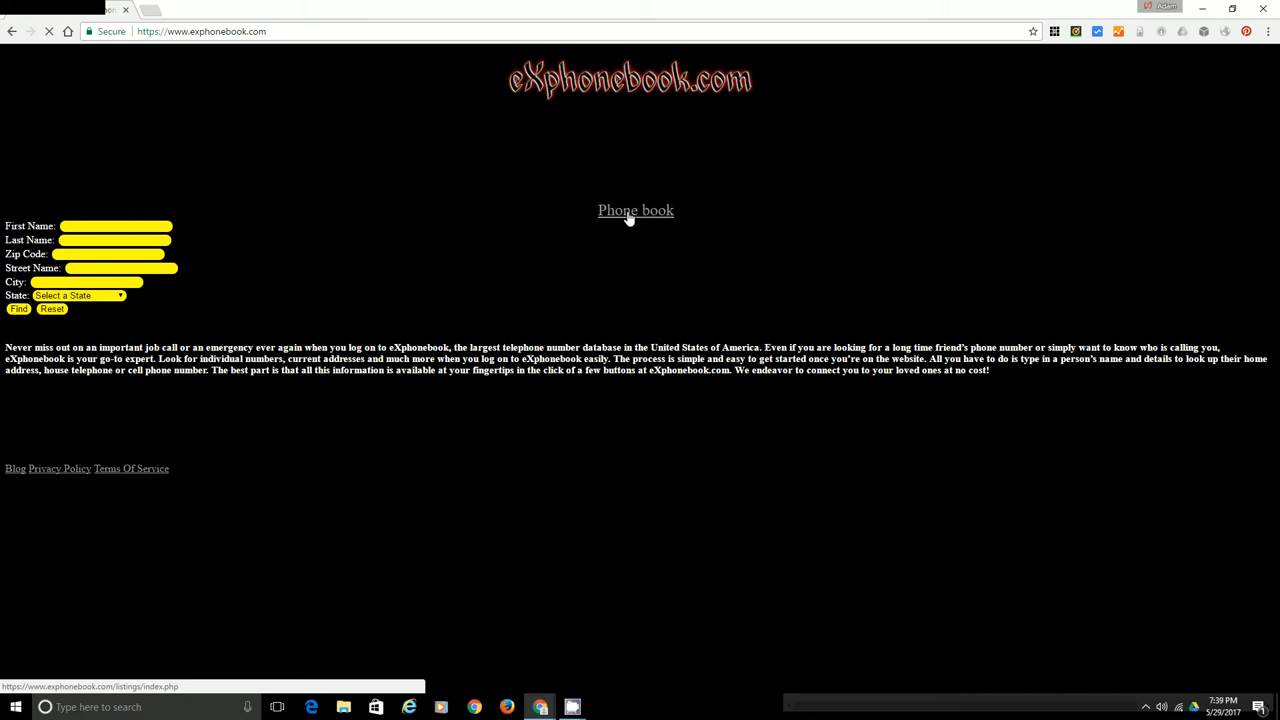 hon
Adam
Secure https://www.exphonebook.com
eXphonebook.com
Phone book
First Name:
Last Name:
Zip Code:
Street Name:
City:
State: Select a State
Find Reset
Never miss out on an important job call or an emergency ever again when you log on to eXphonebook, the largest telephone number database in the United States of America. Even if you are looking for a long time friend's phone number or simply want to know who is calling you,
eXphonebook is your go-to expert. Look for individual numbers, current addresses and much more when you log on to eXphonebook easily. The process is simple and easy to get started once you're on the website. All you have to do is type in a person's name and details to look up their home
address, house telephone or cell phone number. The best part is that all this information is available at your fingertips in the click of a few buttons at eXphonebook.com. We endeavor to connect you to your loved ones at no cost!
Blog Privacy Policy Terms Of Service
https://www.exphonebook.com/listings/index.php
Type here to search
7:39 PM
5/29/2017